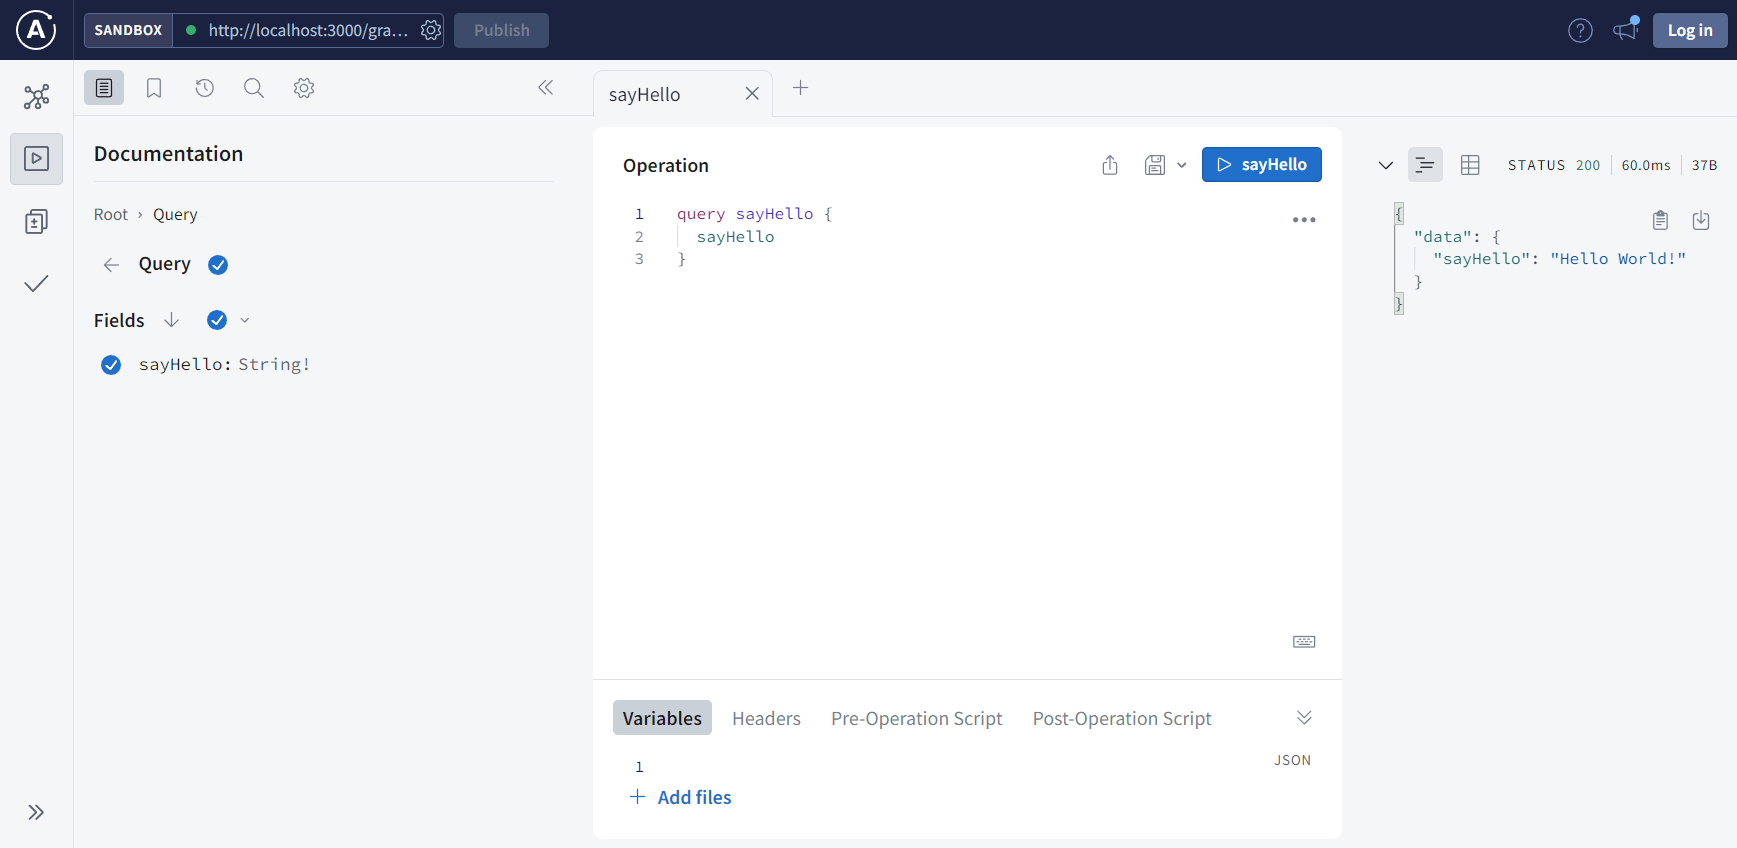 SANDBOX http://localhost:3000/gra... Publish Log in
sayHello
Documentation
Root › Query
Query
Fields
sayHello: String!
Operation
sayHello
1 query sayHello {
2 sayHello
3 }
Variables Headers Pre-Operation Script Post-Operation Script
JSON
1
Add files
STATUS 200 60.0ms 37B
{
"data": {
"sayHello": "Hello World!"
}
}